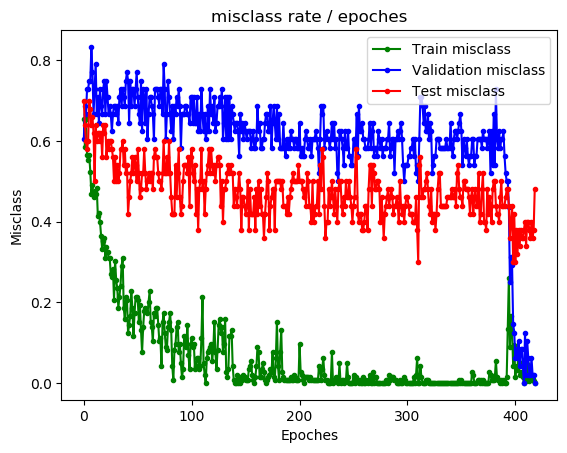 misclass rate / epoches
Train misclass
Validation misclass
Test misclass
Misclass
0.8
0.6
0.4
0.2
0.0
0
100
200
300
400
Epoches